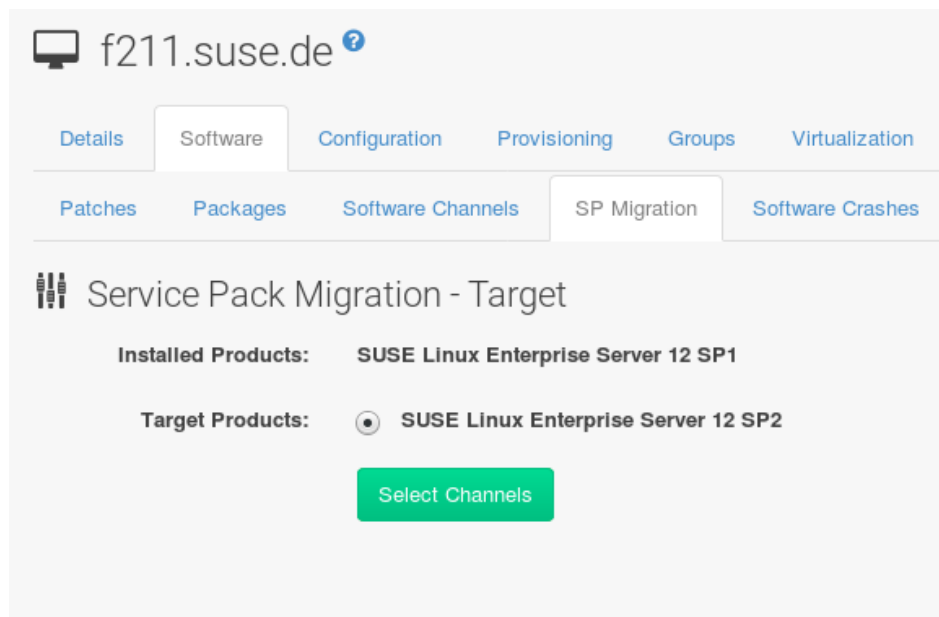 f211.suse.de ?
Details Software Configuration Provisioning Groups Virtualization
Patches Packages Software Channels SP Migration Software Crashes
Service Pack Migration - Target
Installed Products: SUSE Linux Enterprise Server 12 SP1
Target Products: SUSE Linux Enterprise Server 12 SP2
Select Channels